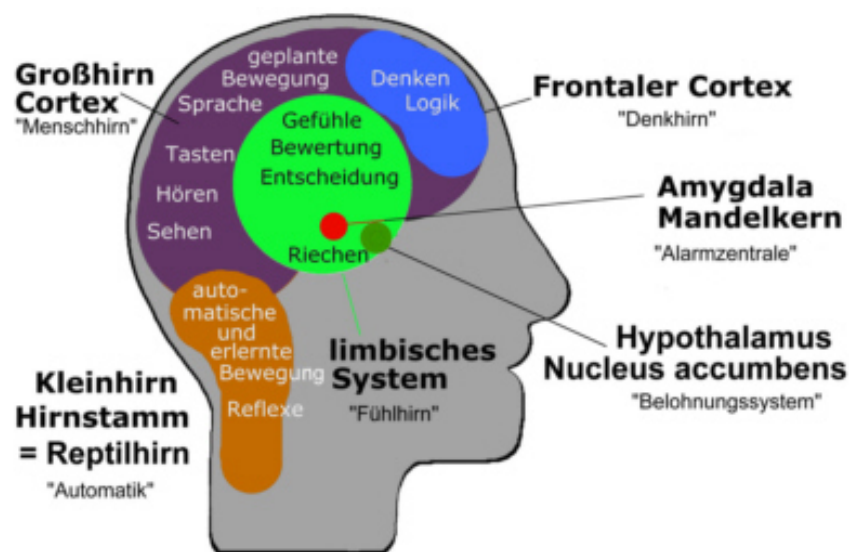 Großhirn
Cortex
"Menschhirn"
geplante
Bewegung
Sprache
Tasten
Hören
Sehen
Denken
Logik
Frontaler Cortex
"Denkhirn"
Gefühle
Bewertung
Entscheidung
Riechen
Amygdala
Mandelkern
"Alarmzentrale"
Hypothalamus
Nucleus accumbens
"Belohnungssystem"
limbisches
System
"Fühlhirn"
auto-
matische
und
erlernte
Bewegung
Reflexe
Kleinhirn
Hirnstamm
= Reptilhirn
"Automatik"